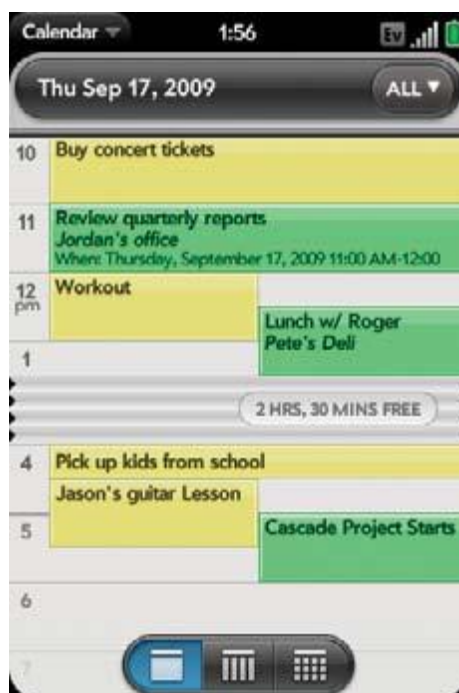 Calendar
1:56
Ev
Thu Sep 17, 2009
ALL
10
Buy concert tickets
11
Review quarterly reports
Jordan's office
When: Thursday, September 17, 2009 11:00 AM-12:00
12
pm
Workout
Lunch w/ Roger
Pete's Deli
1
2 HRS, 30 MINS FREE
4
Pick up kids from school
Jason's guitar Lesson
5
Cascade Project Starts
6
7